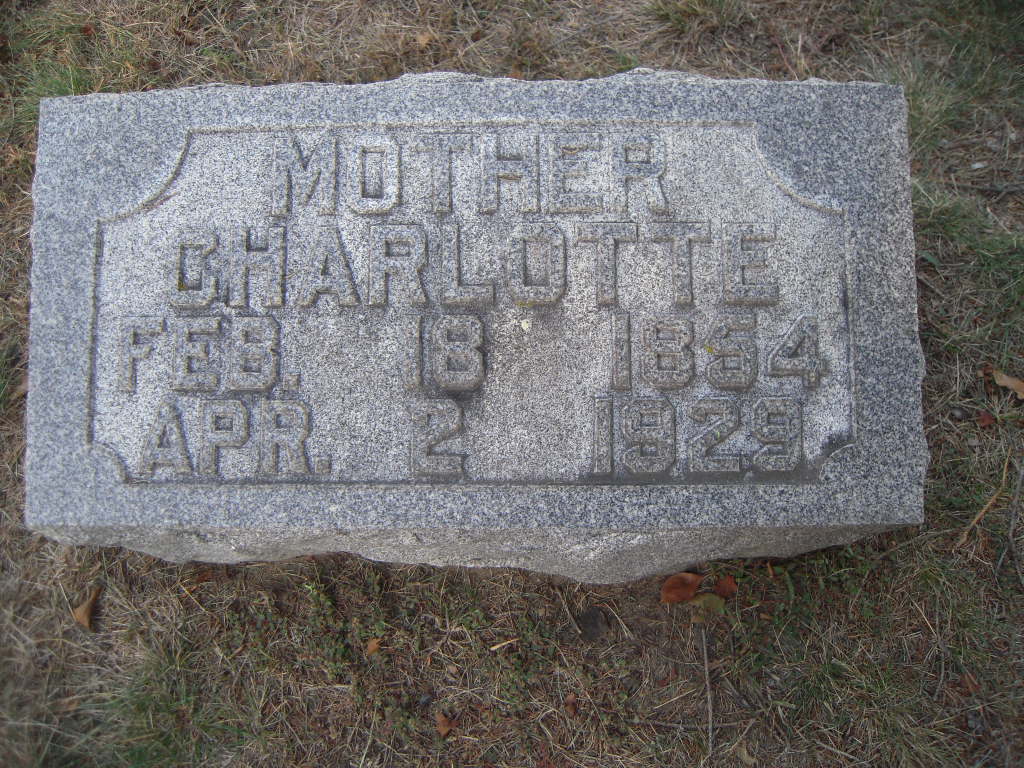 MOTHER
CHARLOTTE
FEB. 18 1854
APR. 2 1929